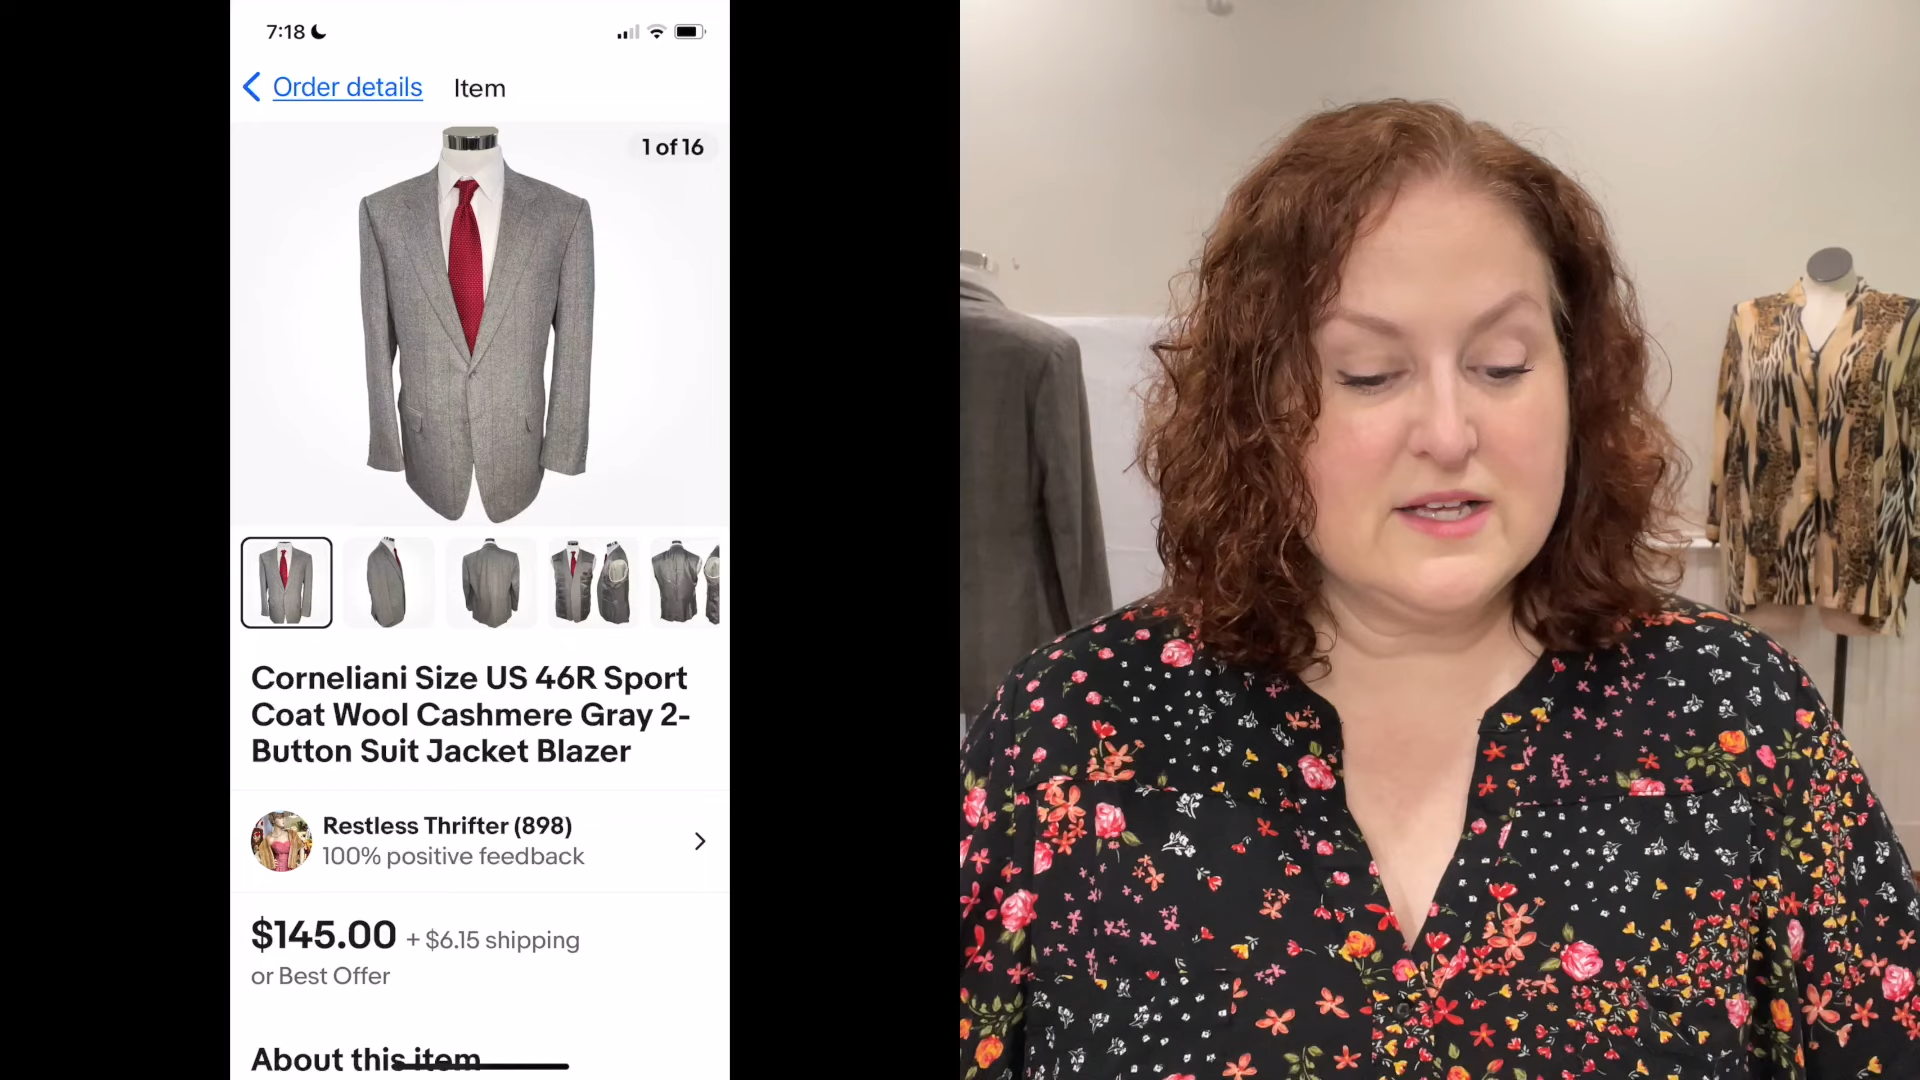 7:18
Order details Item
1 of 16
Corneliani Size US 46R Sport
Coat Wool Cashmere Gray 2-
Button Suit Jacket Blazer
Restless Thrifter (898)
100% positive feedback
$145.00 + $6.15 shipping
or Best Offer
About this item